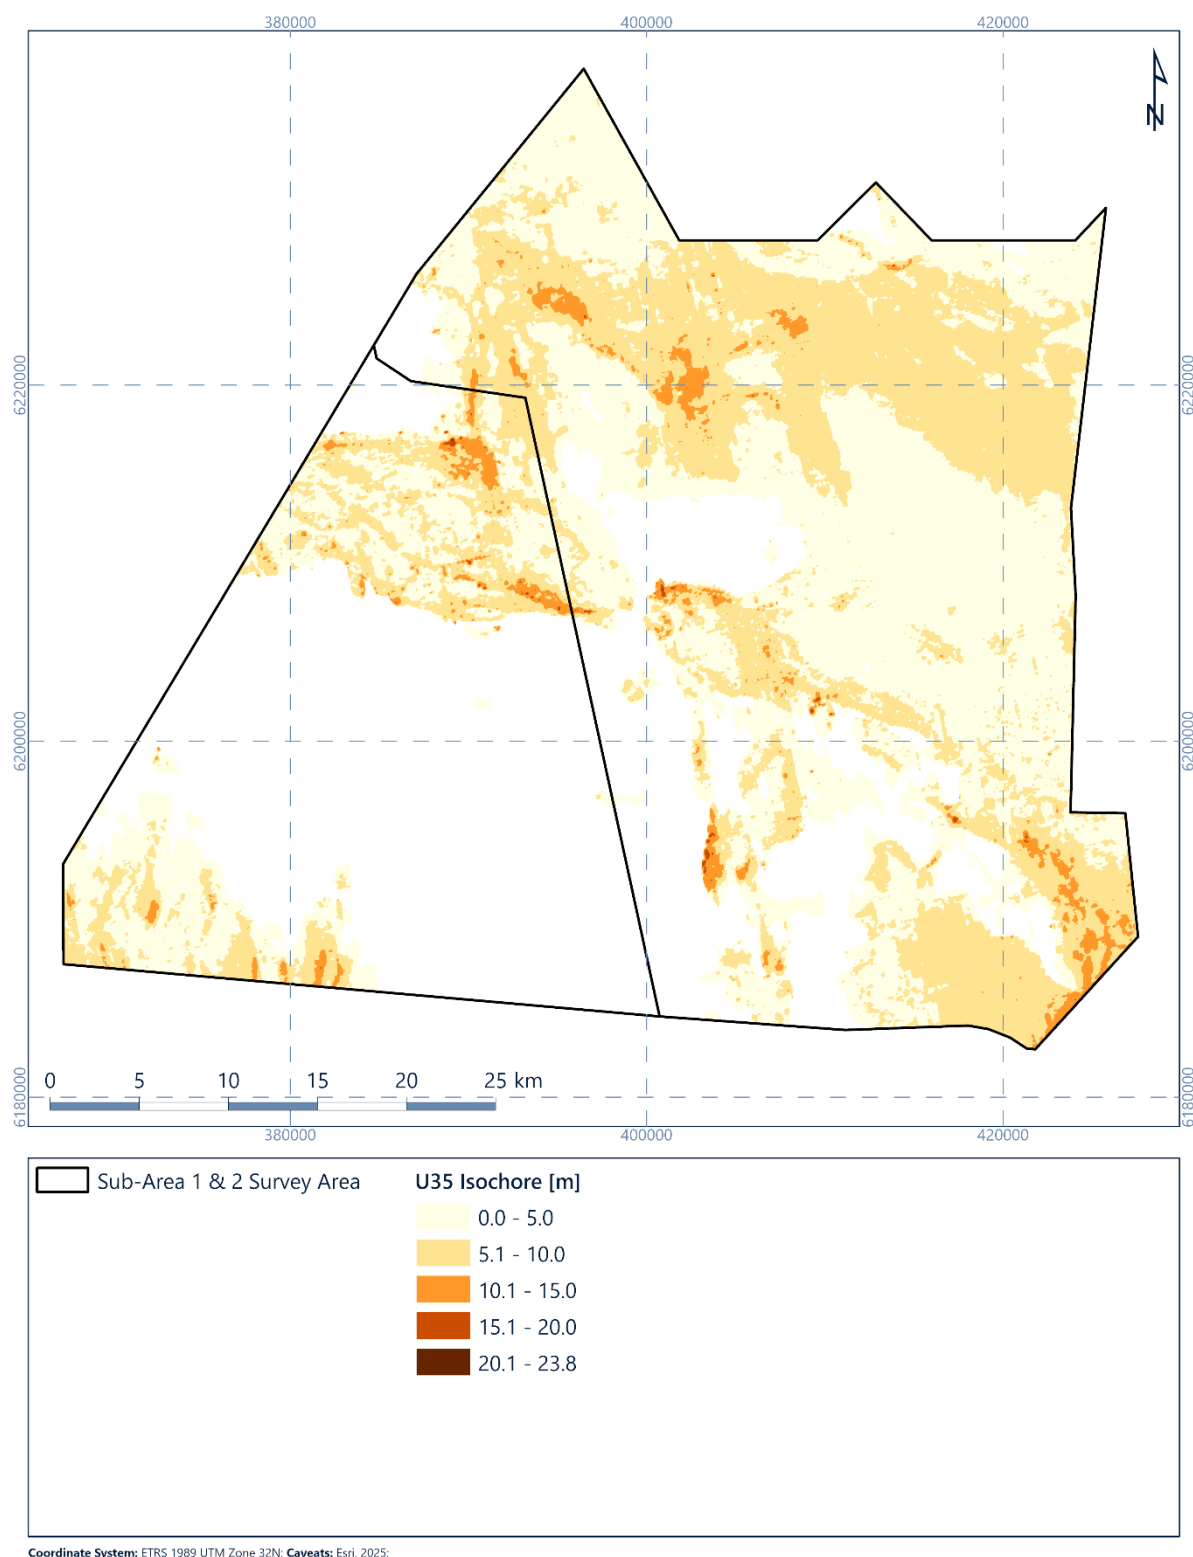 380000 400000 420000
N
6220000 6220000
6200000 6200000
0 5 10 15 20 25 km
6180000 6180000
380000 400000 420000
Sub-Area 1 & 2 Survey Area
U35 Isochore [m]
0.0 - 5.0
5.1 - 10.0
10.1 - 15.0
15.1 - 20.0
20.1 - 23.8
Coordinate System: ETRS 1989 UTM Zone 32N; Caveats: Esri, 2025;